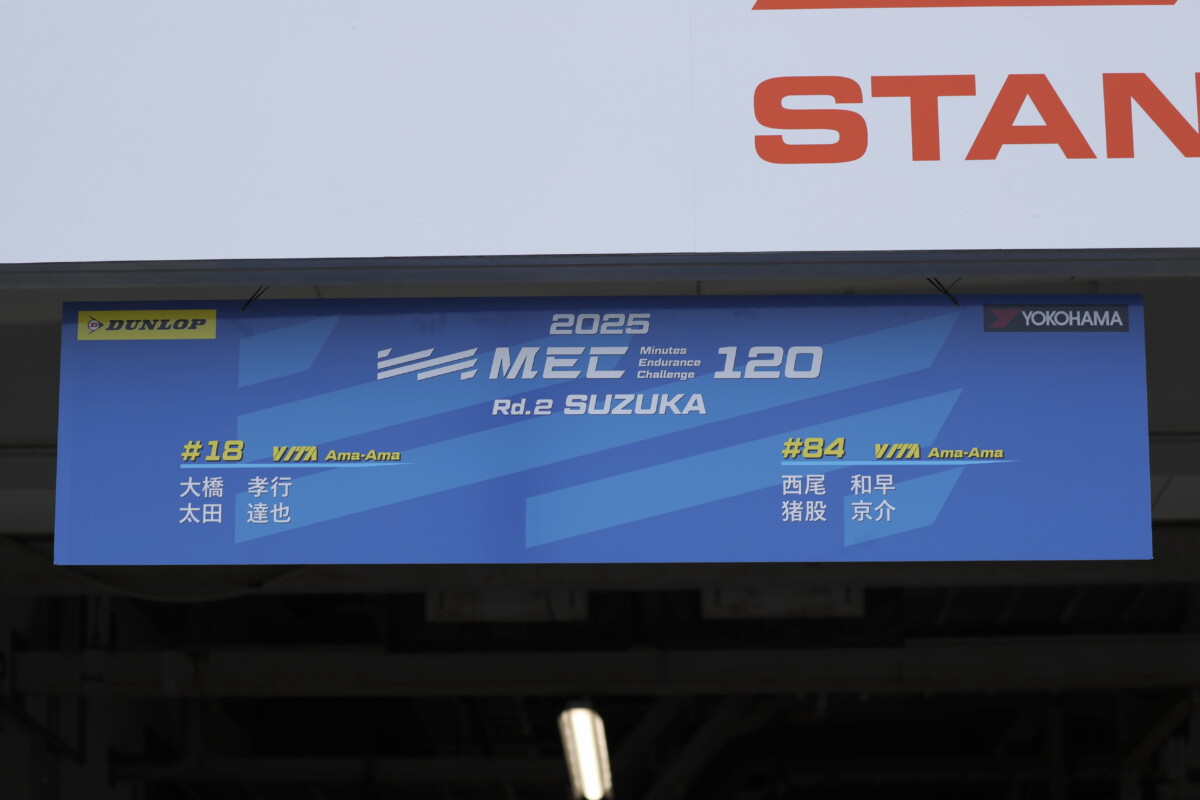 STAN
DUNLOP
YOKOHAMA
2025
MEC Minutes Endurance Challenge 120
Rd.2 SUZUKA
#18 VITA Ama-Ama
大橋 孝行
太田 達也
#84 VITA Ama-Ama
西尾 和早
猪股 京介